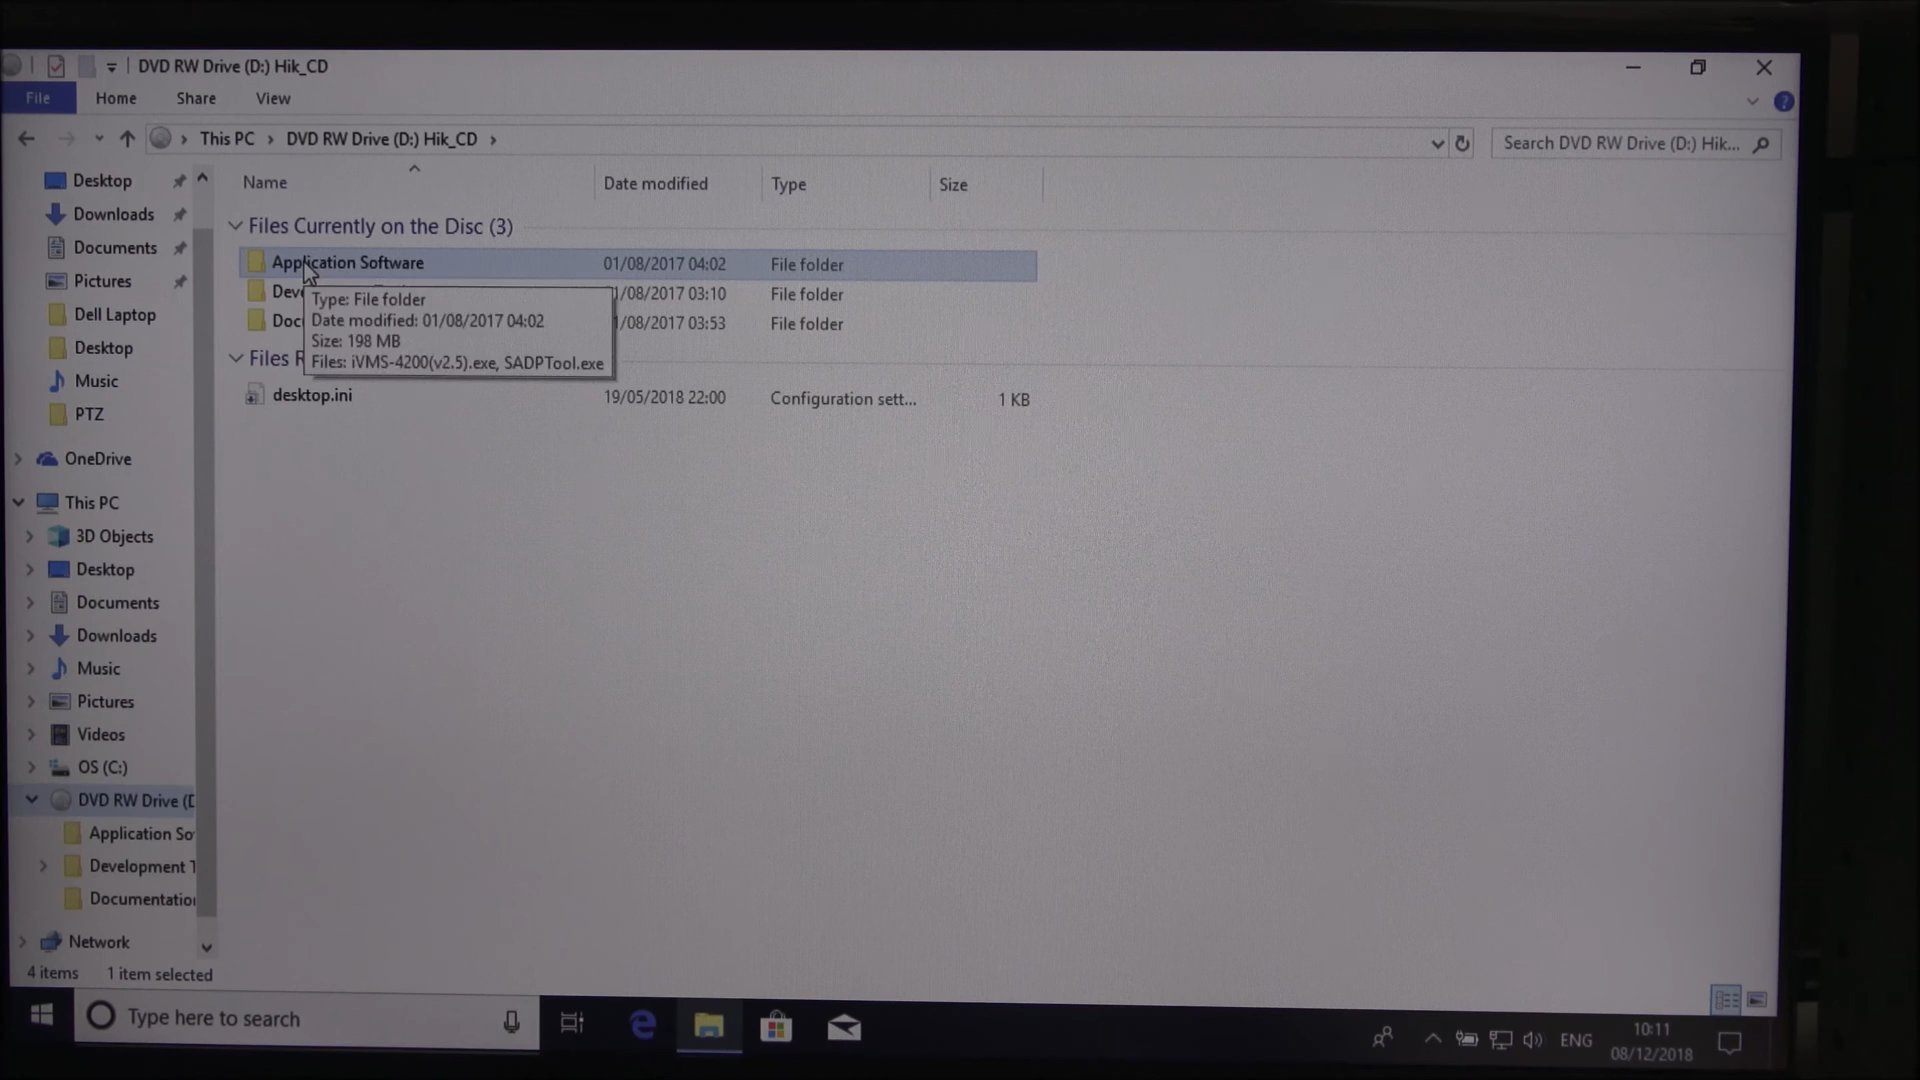 DVD RW Drive (D:) Hik_CD
File Home Share View
This PC DVD RW Drive (D:) Hik_CD
Search DVD RW Drive (D:) Hik...
Name Date modified Type Size
Files Currently on the Disc (3)
Application Software 01/08/2017 04:02 File folder
Dev /08/2017 03:10 File folder
Doc /08/2017 03:53 File folder
Type: File folder
Date modified: 01/08/2017 04:02
Size: 198 MB
Files: iVMS-4200(v2.5).exe, SADPTool.exe
Files
desktop.ini 19/05/2018 22:00 Configuration sett... 1 KB
Desktop
Downloads
Documents
Pictures
Dell Laptop
Desktop
Music
PTZ
OneDrive
This PC
3D Objects
Desktop
Documents
Downloads
Music
Pictures
Videos
OS (C:)
DVD RW Drive (D
Application So
Development T
Documentation
Network
4 items 1 item selected
Type here to search
ENG
10:11
08/12/2018